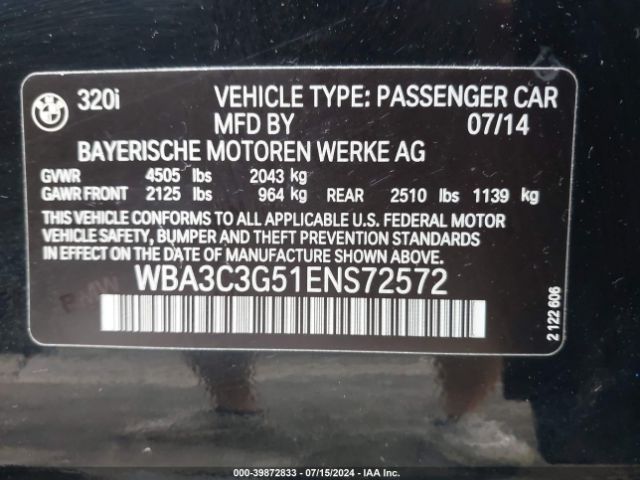 BMW
320i VEHICLE TYPE: PASSENGER CAR
MFD BY 07/14
BAYERISCHE MOTOREN WERKE AG
GVWR 4505 lbs 2043 kg
GAWR FRONT 2125 lbs 964 kg REAR 2510 lbs 1139 kg
THIS VEHICLE CONFORMS TO ALL APPLICABLE U.S. FEDERAL MOTOR
VEHICLE SAFETY, BUMPER AND THEFT PREVENTION STANDARDS
IN EFFECT ON THE DATE OF MANUFACTURE SHOWN ABOVE.
WBA3C3G51ENS72572
2 122 606
000-39872833 - 07/15/2024 - IAA Inc.